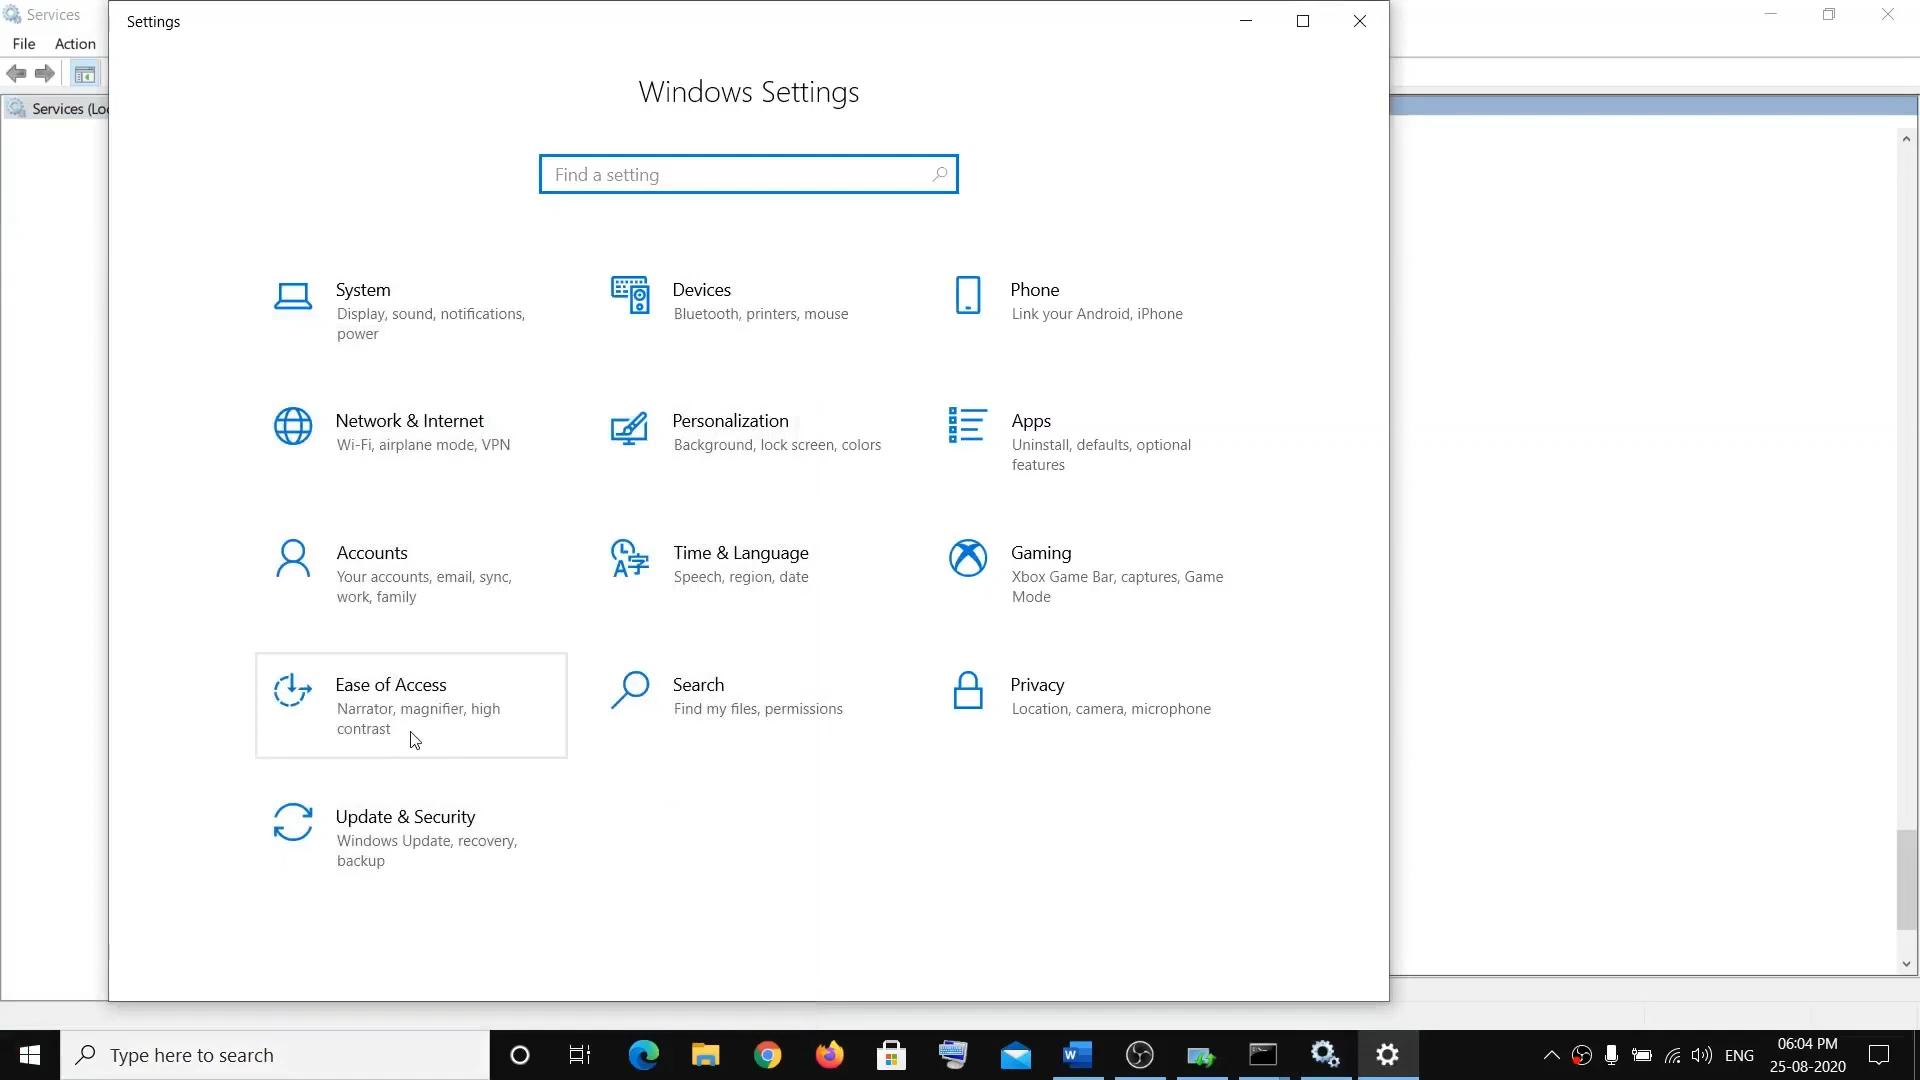 Services
File Action
Services (Loc
Settings
Windows Settings
Find a setting
System
Display, sound, notifications,
power
Devices
Bluetooth, printers, mouse
Phone
Link your Android, iPhone
Network & Internet
Wi-Fi, airplane mode, VPN
Personalization
Background, lock screen, colors
Apps
Uninstall, defaults, optional
features
Accounts
Your accounts, email, sync,
work, family
Time & Language
Speech, region, date
Gaming
Xbox Game Bar, captures, Game
Mode
Ease of Access
Narrator, magnifier, high
contrast
Search
Find my files, permissions
Privacy
Location, camera, microphone
Update & Security
Windows Update, recovery,
backup
Type here to search
ENG
06:04 PM
25-08-2020